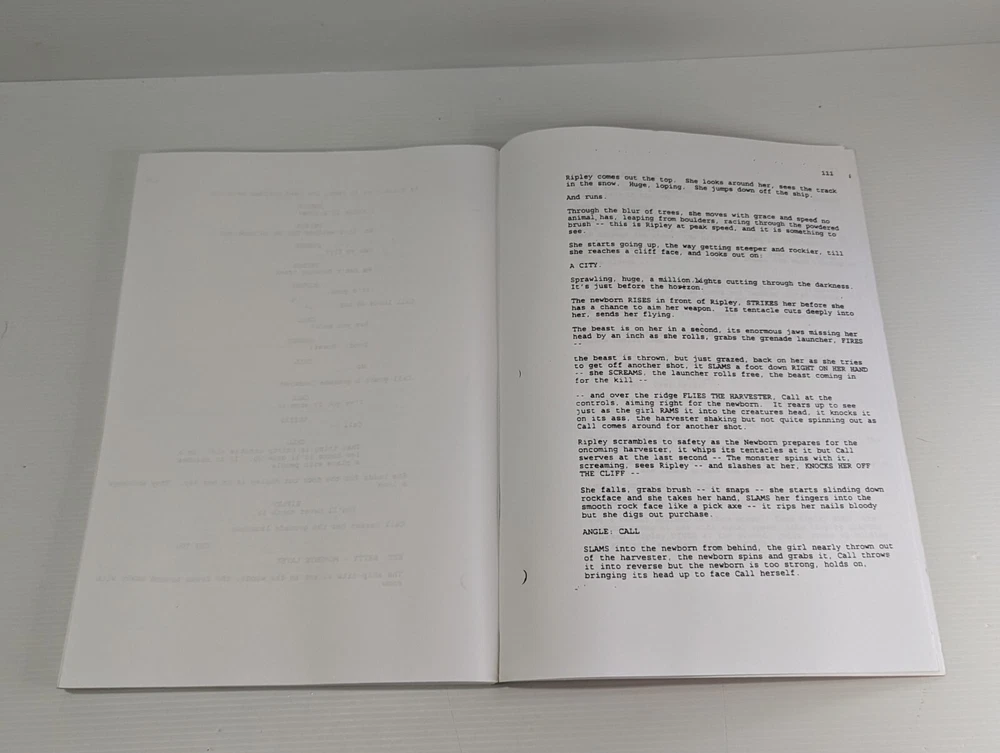 111
Ripley comes out the top. She looks around her, sees the track
in the snow. Huge, loping. She jumps down off the ship.
And runs.
Through the blur of trees, she moves with grace and speed no
animal has, leaping from boulders, racing through the powdered
brush -- this is Ripley at peak speed, and it is something to
see.
She starts going up, the way getting steeper and rockier, till
she reaches a cliff face, and looks out on:
A CITY.
Sprawling, huge, a million lights cutting through the darkness.
It's just before the horezon.
The newborn RISES in front of Ripley, STRIKES her before she
has a chance to aim her weapon. Its tentacle cuts deeply into
her, sends her flying.
The beast is on her in a second, its enormous jaws missing her
head by an inch as she rolls, grabs the grenade launcher, FIRES
--
the beast is thrown, but just grazed, back on her as she tries
to get off another shot, it SLAMS a foot down RIGHT ON HER HAND
-- she SCREAMS, the launcher rolls free, the beast coming in
for the kill --
-- and over the ridge FLIES THE HARVESTER, Call at the
controls, aiming right for the newborn. It rears up to see
just as the girl RAMS it into the creatures head, it knocks it
on its ass, the harvester shaking but not quite spinning out as
Call comes around for another shot.
Ripley scrambles to safety as the Newborn prepares for the
oncoming harvester, it whips its tentacles at it but Call
swerves at the last second -- The monster spins with it,
screaming, sees Ripley -- and slashes at her, KNOCKS HER OFF
THE CLIFF --
She falls, grabs brush -- it snaps -- she starts slinding down
rockface and she takes her hand, SLAMS her fingers into the
smooth rock face like a pick axe -- it rips her nails bloody
but she digs out purchase.
ANGLE: CALL
SLAMS into the newborn from behind, the girl nearly thrown out
of the harvester, the newborn spins and grabs it, Call throws
it into reverse but the newborn is too strong, holds on,
bringing its head up to face Call herself.